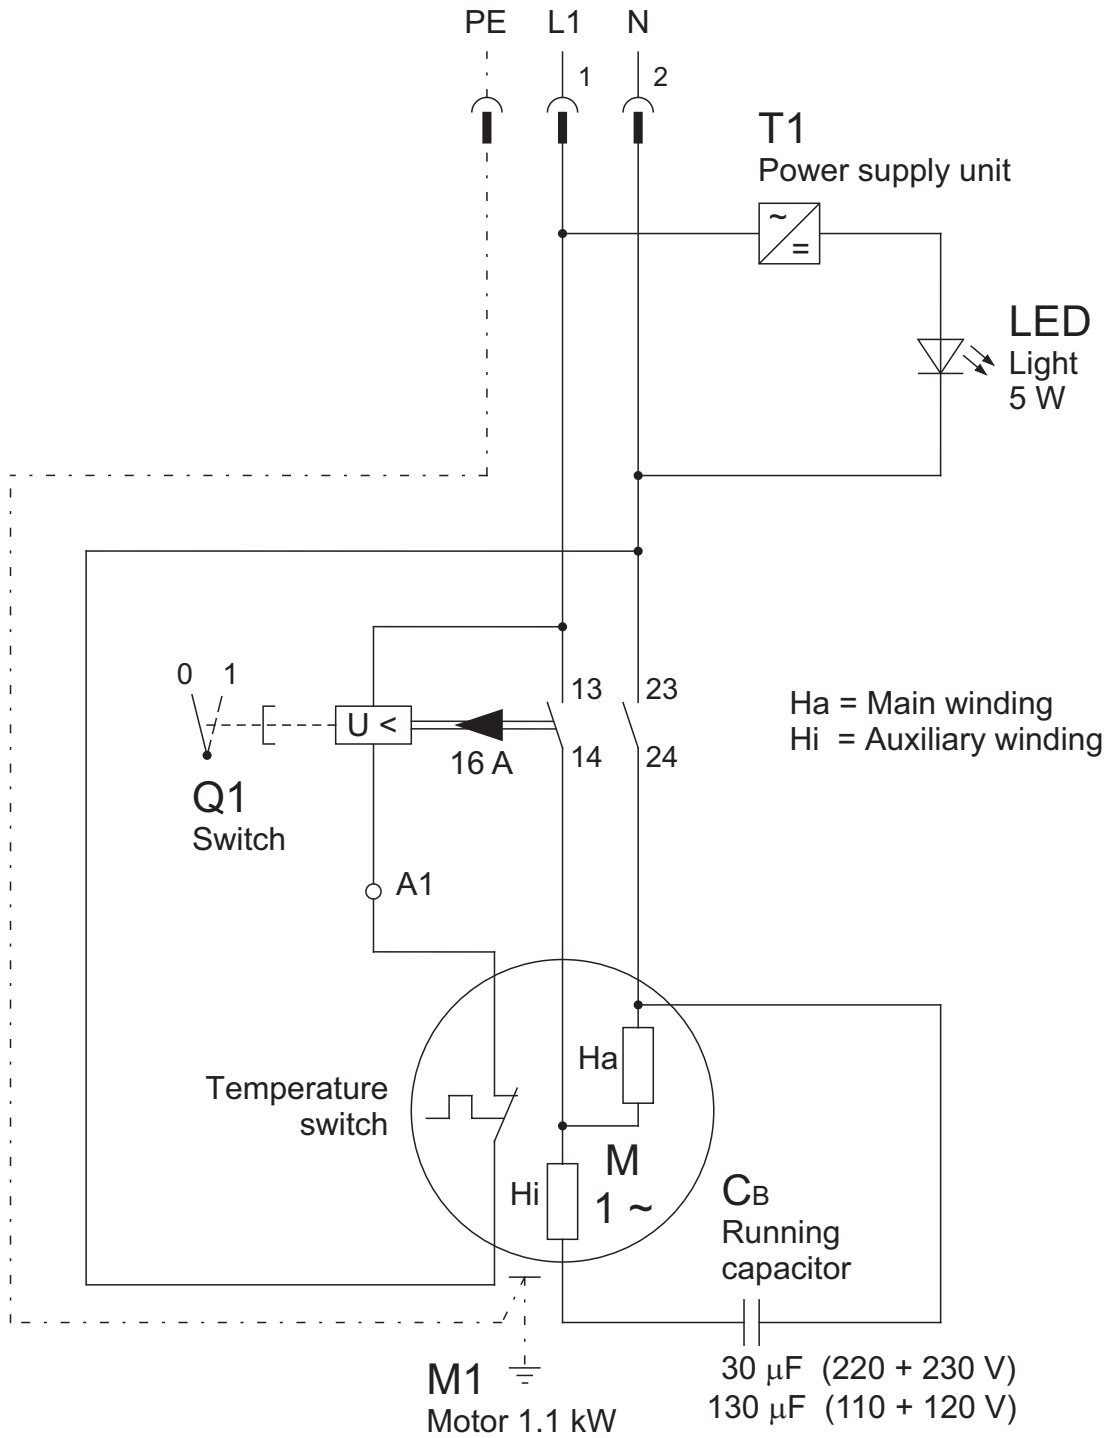 PE L1 N
1 2
T1
Power supply unit
~
=
LED
Light
5 W
0 1
13 23
U <
16 A
14 24
Ha = Main winding
Hi = Auxiliary winding
Q1
Switch
A1
Ha
Temperature
switch
M
1 ~
Hi
CB
Running
capacitor
30 µF (220 + 230 V)
130 µF (110 + 120 V)
M1
Motor 1.1 kW